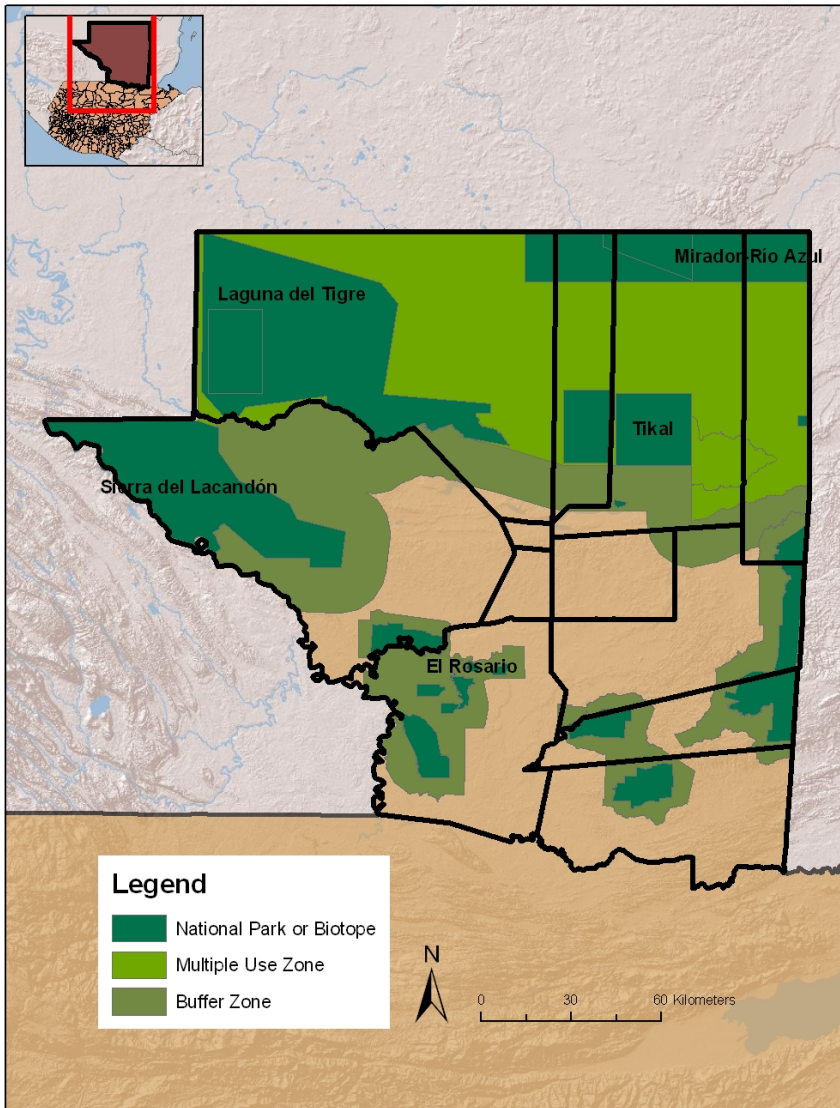 Mirador-Río Azul
Laguna del Tigre
Tikal
Sierra del Lacandón
El Rosario
Legend
National Park or Biotope
Multiple Use Zone
Buffer Zone
N
0 30 60 Kilometers